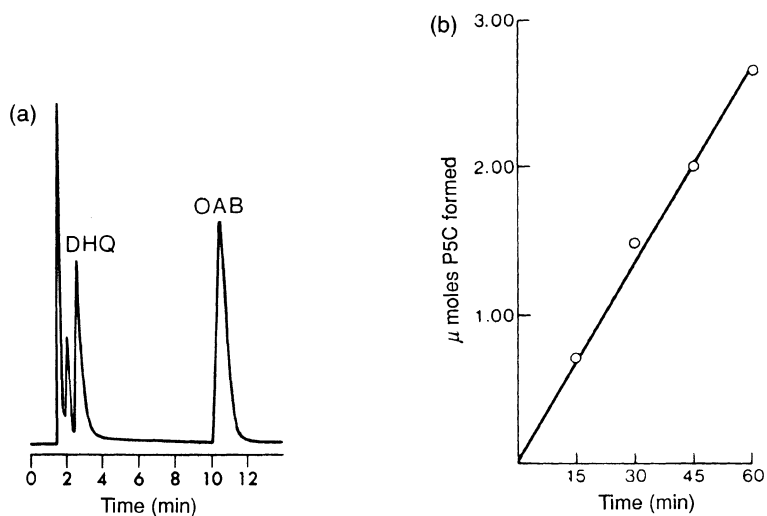 (a)
DHQ
OAB
0 2 4 6 8 10 12
Time (min)
(b)
3.00
2.00
1.00
μ moles P5C formed
15 30 45 60
Time (min)